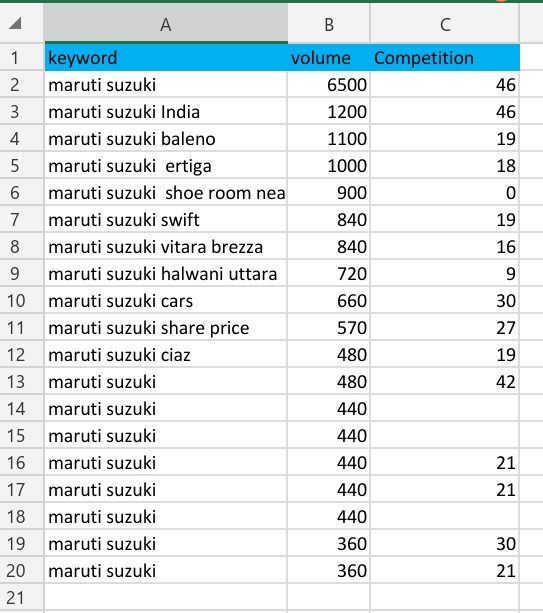 A B C
1 keyword volume Competition
2 maruti suzuki 6500 46
3 maruti suzuki India 1200 46
4 maruti suzuki baleno 1100 19
5 maruti suzuki  ertiga 1000 18
6 maruti suzuki  shoe room nea 900 0
7 maruti suzuki swift 840 19
8 maruti suzuki vitara brezza 840 16
9 maruti suzuki halwani uttara 720 9
10 maruti suzuki cars 660 30
11 maruti suzuki share price 570 27
12 maruti suzuki ciaz 480 19
13 maruti suzuki 480 42
14 maruti suzuki 440
15 maruti suzuki 440
16 maruti suzuki 440 21
17 maruti suzuki 440 21
18 maruti suzuki 440
19 maruti suzuki 360 30
20 maruti suzuki 360 21
21